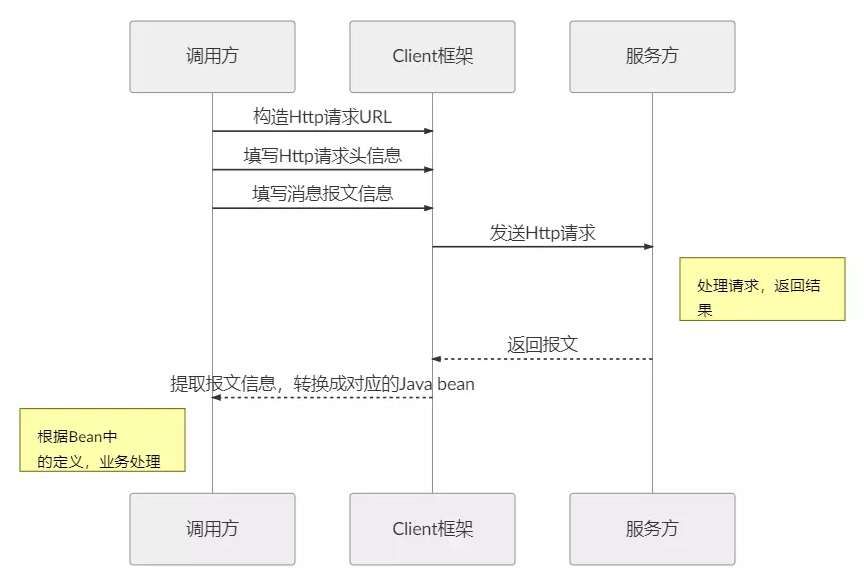 调用方
Client框架
服务方
构造Http请求URL
填写Http请求头信息
填写消息报文信息
发送Http请求
处理请求，返回结
果
返回报文
提取报文信息，转换成对应的Java bean
根据Bean中
的定义，业务处理
调用方
Client框架
服务方